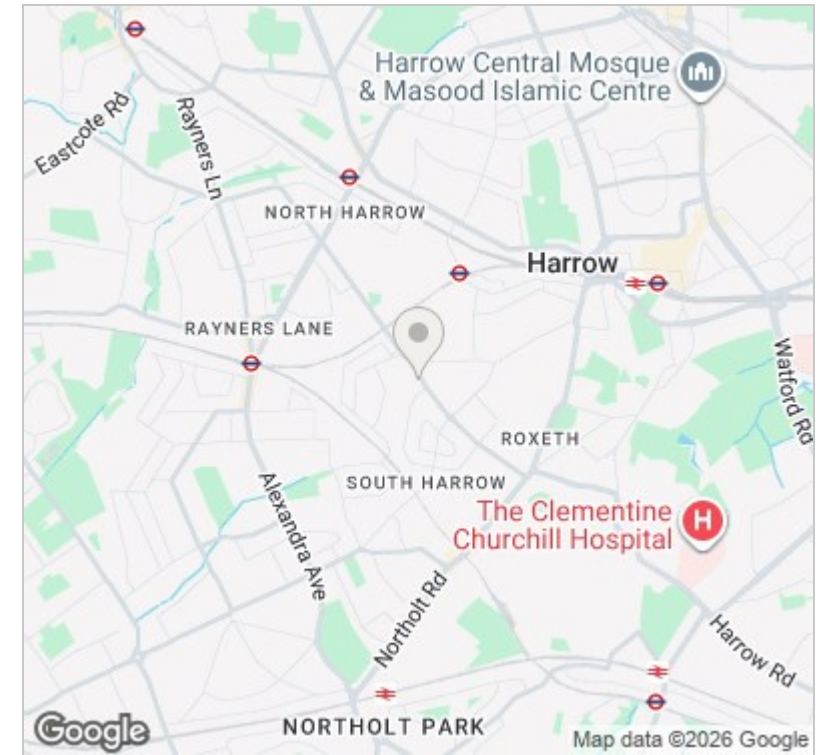 Harrow Central Mosque
& Masood Islamic Centre
Eastcote Rd
Rayners Ln
NORTH HARROW
Harrow
RAYNERS LANE
Watford Rd
ROXETH
SOUTH HARROW
Alexandra Ave
The Clementine
Churchill Hospital
H
Northolt Rd
Harrow Rd
NORTHOLT PARK
Google
Map data ©2026 Google